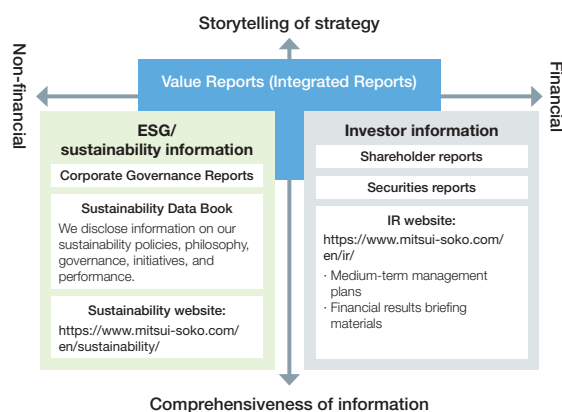 Storytelling of strategy
Non-financial
Financial
Value Reports (Integrated Reports)
ESG/
sustainability information
Corporate Governance Reports
Sustainability Data Book
We disclose information on our
sustainability policies, philosophy,
governance, initiatives, and
performance.
Sustainability website:
https://www.mitsui-soko.com/
en/sustainability/
Investor information
Shareholder reports
Securities reports
IR website:
https://www.mitsui-soko.com/
en/ir/
· Medium-term management
plans
· Financial results briefing
materials
Comprehensiveness of information